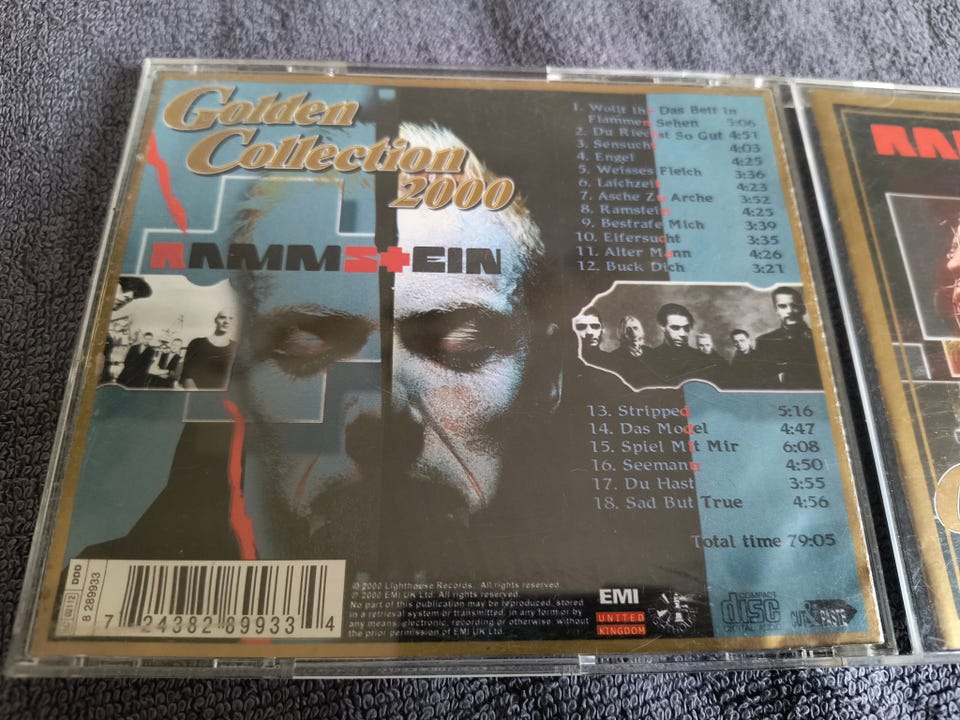 Golden
Collection
2000
RAMMSTEIN
1. Wollt ihr Das Bett in
Flammen Sehen 5:06
2. Du Riechst So Gut 4:51
3. Sensucht 4:03
4. Engel 4:25
5. Weisses Fleich 3:36
6. Laichzeit 4:23
7. Asche Zu Arche 3:52
8. Ramstein 4:25
9. Bestrafe Mich 3:39
10. Eifersucht 3:35
11. Alter Mann 4:26
12. Buck Dich 3:21
13. Stripped 5:16
14. Das Model 4:47
15. Spiel Mit Mir 6:08
16. Seemann 4:50
17. Du Hast 3:55
18. Sad But True 4:56
Total time 79:05
DDD
8 289933
7 24382 89933 4
℗ 2000 Lighthouse Records. All rights reserved.
© 2000 EMI UK Ltd. All rights reserved.
No part of this publication may be reproduced, stored
in retrieval system or transmitted, in any form or by
any means, electronic, recording or otherwise, without
the prior permission of EMI UK Ltd.
EMI
UNITED
KINGDOM
COMPACT
disc
DIGITAL AUDIO
CUT & PASTE
RAM